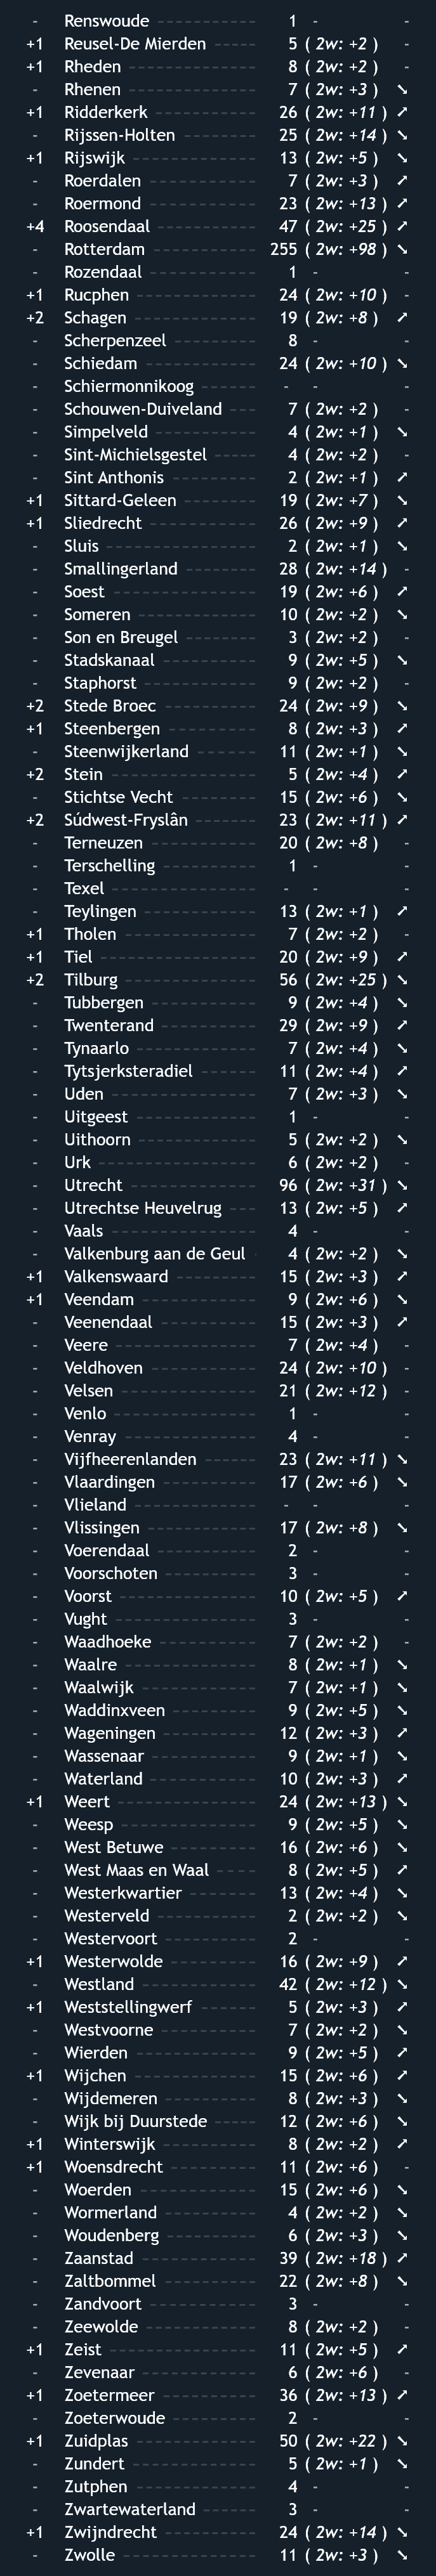 - Renswoude 1 - -
+1 Reusel-De Mierden 5 ( 2w: +2 ) -
+1 Rheden 8 ( 2w: +2 ) -
- Rhenen 7 ( 2w: +3 ) ➘
+1 Ridderkerk 26 ( 2w: +11 ) ➚
- Rijssen-Holten 25 ( 2w: +14 ) ➘
+1 Rijswijk 13 ( 2w: +5 ) ➘
- Roerdalen 7 ( 2w: +3 ) ➚
- Roermond 23 ( 2w: +13 ) ➚
+4 Roosendaal 47 ( 2w: +25 ) ➚
- Rotterdam 255 ( 2w: +98 ) ➘
- Rozendaal 1 - -
+1 Rucphen 24 ( 2w: +10 ) -
+2 Schagen 19 ( 2w: +8 ) ➚
- Scherpenzeel 8 - -
- Schiedam 24 ( 2w: +10 ) ➘
- Schiermonnikoog - - -
- Schouwen-Duiveland 7 ( 2w: +2 ) -
- Simpelveld 4 ( 2w: +1 ) ➘
- Sint-Michielsgestel 4 ( 2w: +2 ) -
- Sint Anthonis 2 ( 2w: +1 ) ➚
+1 Sittard-Geleen 19 ( 2w: +7 ) ➘
+1 Sliedrecht 26 ( 2w: +9 ) ➚
- Sluis 2 ( 2w: +1 ) ➘
- Smallingerland 28 ( 2w: +14 ) -
- Soest 19 ( 2w: +6 ) ➚
- Someren 10 ( 2w: +2 ) ➘
- Son en Breugel 3 ( 2w: +2 ) -
- Stadskanaal 9 ( 2w: +5 ) ➘
- Staphorst 9 ( 2w: +2 ) -
+2 Stede Broec 24 ( 2w: +9 ) ➘
+1 Steenbergen 8 ( 2w: +3 ) ➚
- Steenwijkerland 11 ( 2w: +1 ) ➘
+2 Stein 5 ( 2w: +4 ) ➚
- Stichtse Vecht 15 ( 2w: +6 ) ➘
+2 Súdwest-Fryslân 23 ( 2w: +11 ) ➚
- Terneuzen 20 ( 2w: +8 ) -
- Terschelling 1 - -
- Texel - - -
- Teylingen 13 ( 2w: +1 ) ➚
+1 Tholen 7 ( 2w: +2 ) -
+1 Tiel 20 ( 2w: +9 ) ➚
+2 Tilburg 56 ( 2w: +25 ) ➘
- Tubbergen 9 ( 2w: +4 ) ➘
- Twenterand 29 ( 2w: +9 ) ➚
- Tynaarlo 7 ( 2w: +4 ) ➘
- Tytsjerksteradiel 11 ( 2w: +4 ) ➚
- Uden 7 ( 2w: +3 ) ➘
- Uitgeest 1 - -
- Uithoorn 5 ( 2w: +2 ) ➘
- Urk 6 ( 2w: +2 ) -
- Utrecht 96 ( 2w: +31 ) ➘
- Utrechtse Heuvelrug 13 ( 2w: +5 ) ➚
- Vaals 4 - -
- Valkenburg aan de Geul 4 ( 2w: +2 ) ➘
+1 Valkenswaard 15 ( 2w: +3 ) ➚
+1 Veendam 9 ( 2w: +6 ) ➘
- Veenendaal 15 ( 2w: +3 ) ➚
- Veere 7 ( 2w: +4 ) -
- Veldhoven 24 ( 2w: +10 ) -
- Velsen 21 ( 2w: +12 ) -
- Venlo 1 - -
- Venray 4 - -
- Vijfheerenlanden 23 ( 2w: +11 ) ➘
- Vlaardingen 17 ( 2w: +6 ) ➘
- Vlieland - - -
- Vlissingen 17 ( 2w: +8 ) ➘
- Voerendaal 2 - -
- Voorschoten 3 - -
- Voorst 10 ( 2w: +5 ) ➚
- Vught 3 - -
- Waadhoeke 7 ( 2w: +2 ) -
- Waalre 8 ( 2w: +1 ) ➘
- Waalwijk 7 ( 2w: +1 ) ➘
- Waddinxveen 9 ( 2w: +5 ) ➘
- Wageningen 12 ( 2w: +3 ) ➚
- Wassenaar 9 ( 2w: +1 ) ➘
- Waterland 10 ( 2w: +3 ) ➚
+1 Weert 24 ( 2w: +13 ) ➘
- Weesp 9 ( 2w: +5 ) ➘
- West Betuwe 16 ( 2w: +6 ) ➘
- West Maas en Waal 8 ( 2w: +5 ) ➚
- Westerkwartier 13 ( 2w: +4 ) ➘
- Westerveld 2 ( 2w: +2 ) ➘
- Westervoort 2 - -
+1 Westerwolde 16 ( 2w: +9 ) ➚
- Westland 42 ( 2w: +12 ) ➘
+1 Weststellingwerf 5 ( 2w: +3 ) ➚
- Westvoorne 7 ( 2w: +2 ) ➘
- Wierden 9 ( 2w: +5 ) ➚
+1 Wijchen 15 ( 2w: +6 ) ➚
- Wijdemeren 8 ( 2w: +3 ) ➘
- Wijk bij Duurstede 12 ( 2w: +6 ) ➘
+1 Winterswijk 8 ( 2w: +2 ) ➚
+1 Woensdrecht 11 ( 2w: +6 ) -
- Woerden 15 ( 2w: +6 ) ➘
- Wormerland 4 ( 2w: +2 ) ➘
- Woudenberg 6 ( 2w: +3 ) ➘
- Zaanstad 39 ( 2w: +18 ) ➚
- Zaltbommel 22 ( 2w: +8 ) ➘
- Zandvoort 3 - -
- Zeewolde 8 ( 2w: +2 ) -
+1 Zeist 11 ( 2w: +5 ) ➚
- Zevenaar 6 ( 2w: +6 ) -
+1 Zoetermeer 36 ( 2w: +13 ) ➚
- Zoeterwoude 2 - -
+1 Zuidplas 50 ( 2w: +22 ) ➘
- Zundert 5 ( 2w: +1 ) ➘
- Zutphen 4 - -
- Zwartewaterland 3 - -
+1 Zwijndrecht 24 ( 2w: +14 ) ➘
- Zwolle 11 ( 2w: +3 ) ➘